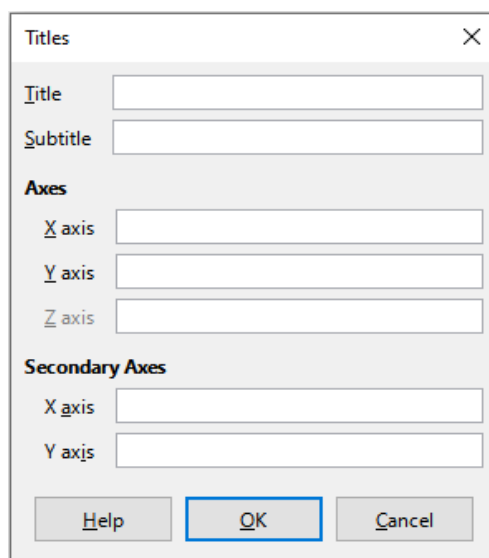 Titles
Title
Subtitle
Axes
X axis
Y axis
Z axis
Secondary Axes
X axis
Y axis
Help OK Cancel